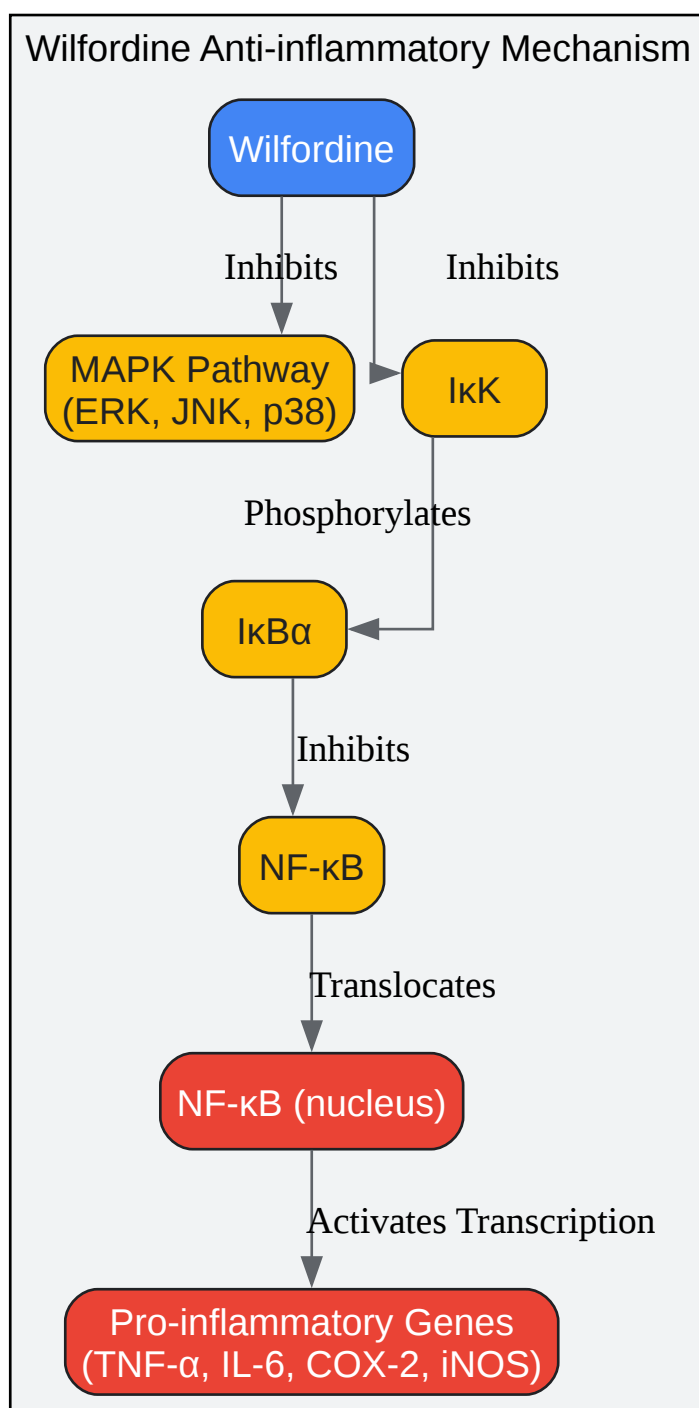 Wilfordine Anti-inflammatory Mechanism
Wilfordine
Inhibits
Inhibits
MAPK Pathway
(ERK, JNK, p38)
IκK
Phosphorylates
IκBα
Inhibits
NF-κB
Translocates
NF-κB (nucleus)
Activates Transcription
Pro-inflammatory Genes
(TNF-α, IL-6, COX-2, iNOS)